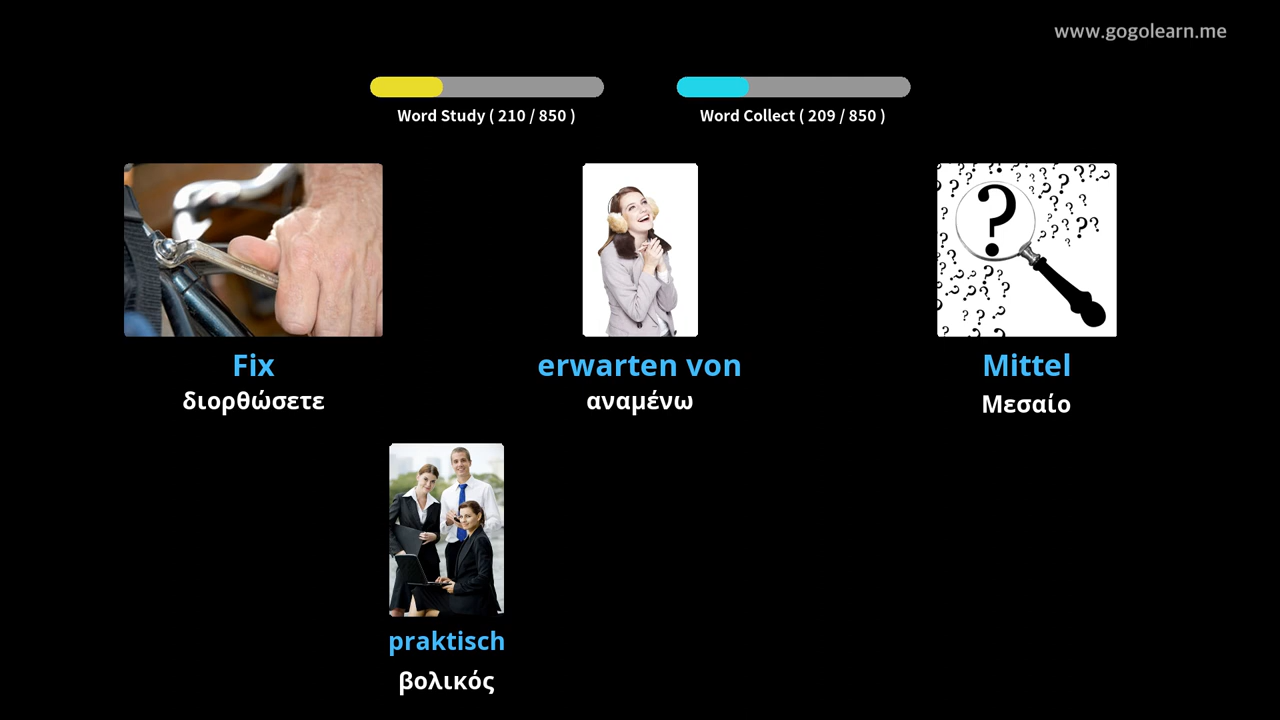 www.gogolearn.me
Word Study ( 210 / 850 )
Word Collect ( 209 / 850 )
Fix
διορθώσετε
erwarten von
αναμένω
Mittel
Μεσαίο
praktisch
βολικός